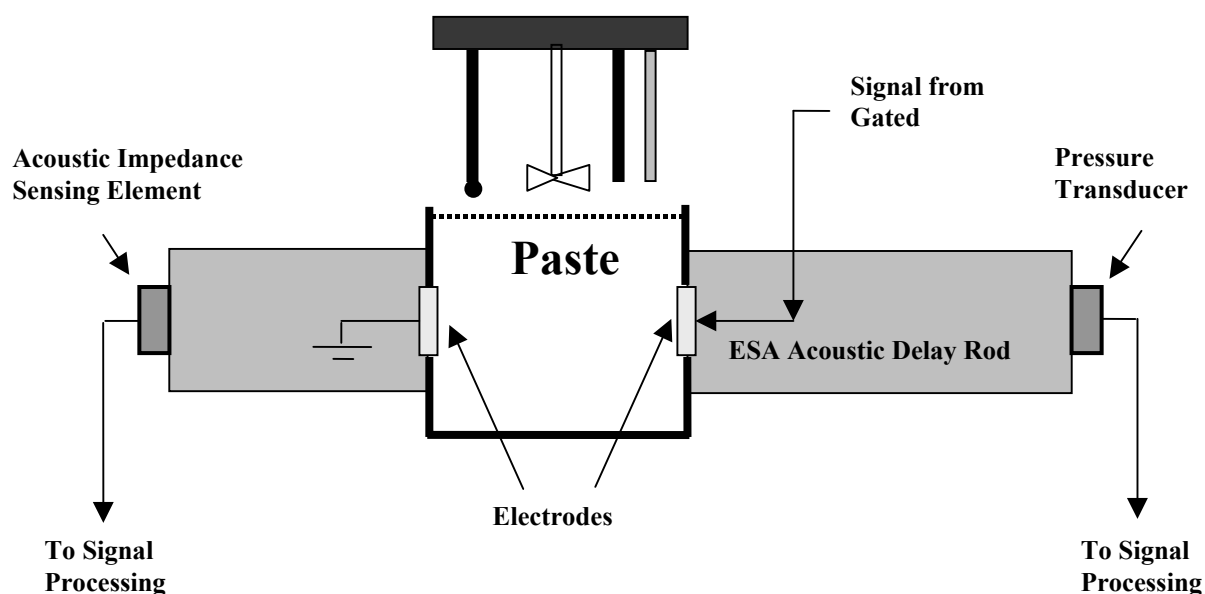 Signal from
Gated
Acoustic Impedance
Sensing Element
Pressure
Transducer
Paste
ESA Acoustic Delay Rod
Electrodes
To Signal
Processing
To Signal
Processing